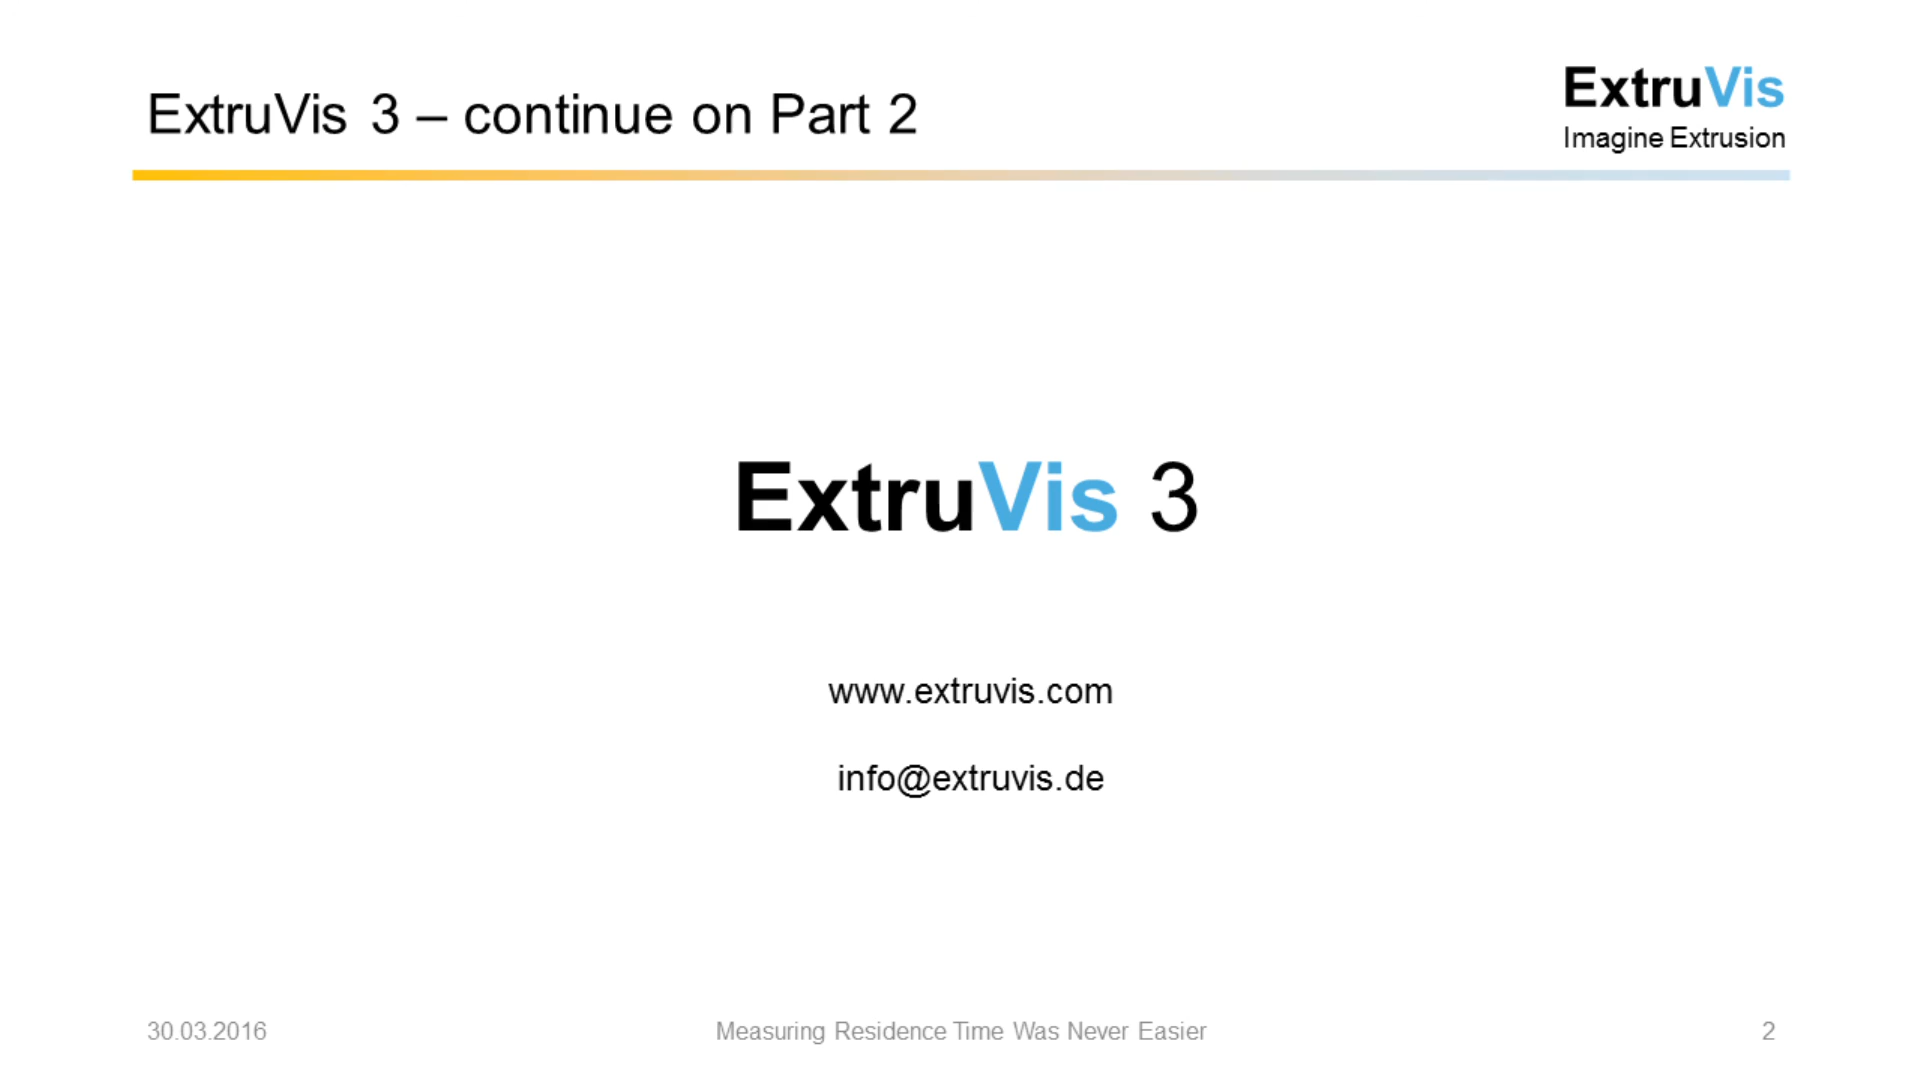 ExtruVis 3 – continue on Part 2
ExtruVis
Imagine Extrusion
ExtruVis 3
www.extruvis.com
info@extruvis.de
30.03.2016
Measuring Residence Time Was Never Easier
2